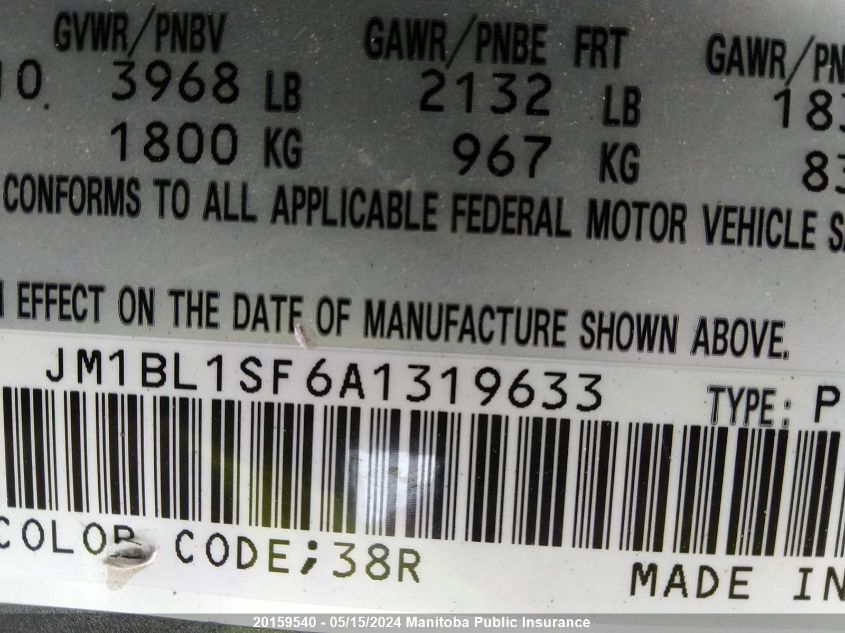 GVWR/PNBV GAWR/PNBE FRT GAWR/PN
10. 3968 LB 2132 LB 183
1800 KG 967 KG 83
CONFORMS TO ALL APPLICABLE FEDERAL MOTOR VEHICLE S
EFFECT ON THE DATE OF MANUFACTURE SHOWN ABOVE.
JM1BL1SF6A1319633 TYPE: P
COLOR CODE;38R
MADE IN
20159540 - 05/15/2024 Manitoba Public Insurance